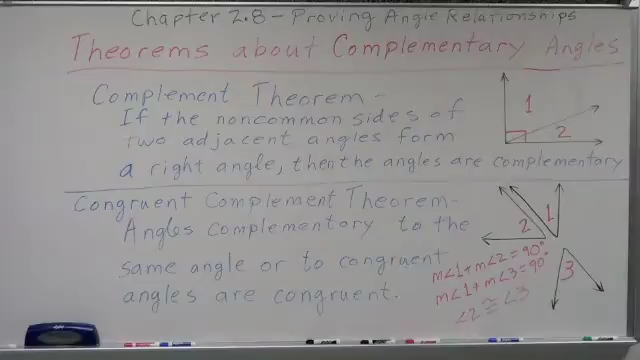 Chapter 2.8 - Proving Angle Relationships
Theorems about Complementary Angles
Complement Theorem -
If the noncommon sides of
two adjacent angles form
a right angle, then the angles are complementary
1
2
Congruent Complement Theorem -
Angles complementary to the
same angle or to congruent
angles are congruent.
1
2
3
m∠1 + m∠2 = 90°
m∠1 + m∠3 = 90
∠2 ≅ ∠3